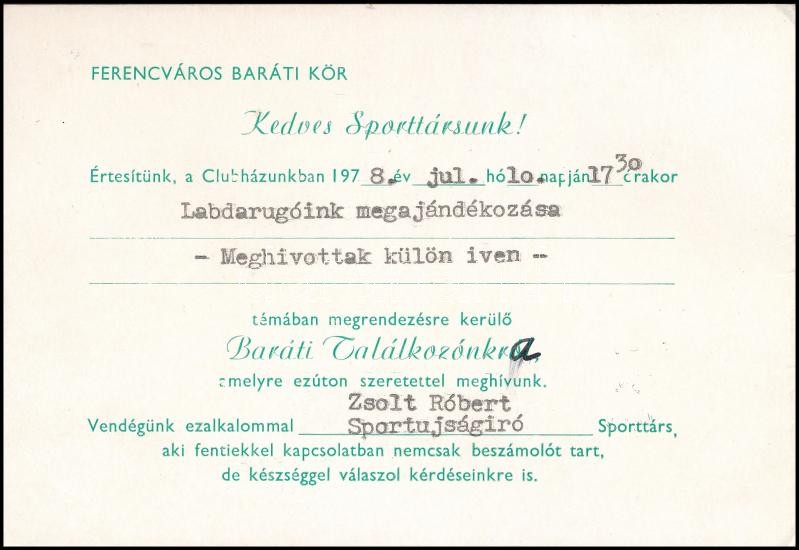 FERENCVÁROS BARÁTI KÖR
Kedves Sporttársunk!
Értesítünk, a Clubházunkban 197 8. év jul. hó 10. napján 17 30 órakor
Labdarugóink megajándékozása
- Meghivottak külön iven --
témában megrendezésre kerülő
Baráti Találkozónkra,
amelyre ezúton szeretettel meghívunk.
Zsolt Róbert
Vendégünk ezalkalommal Sportujságiró Sporttárs,
aki fentiekkel kapcsolatban nemcsak beszámolót tart,
de készséggel válaszol kérdéseinkre is.